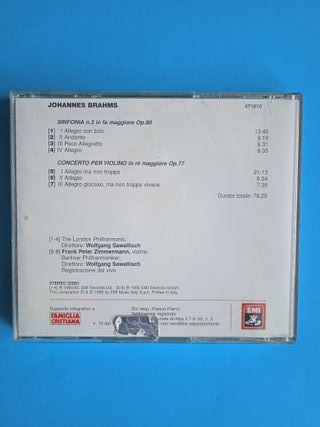 JOHANNES BRAHMS
471816
SINFONIA n.3 in fa maggiore Op.90
[1] I Allegro con brio 13.46
[2] II Andante 9.18
[3] III Poco Allegretto 6.31
[4] IV Allegro 9.05
CONCERTO PER VIOLINO in re maggiore Op.77
[5] I Allegro ma non troppo 21.13
[6] II Adagio 8.54
[7] III Allegro giocoso, ma non troppo vivace 7.38
Durata totale: 76,25
[1-4] The London Philharmonic,
Direttore: Wolfgang Sawallisch
Frank Peter Zimmermann, violino
Berliner Philharmoniker,
Direttore: Wolfgang Sawallisch
Registrazione dal vivo
STEREO (DDD)
Supporto integrativo a
FAMIGLIA
CRISTIANA
n. 15 dal
EMI